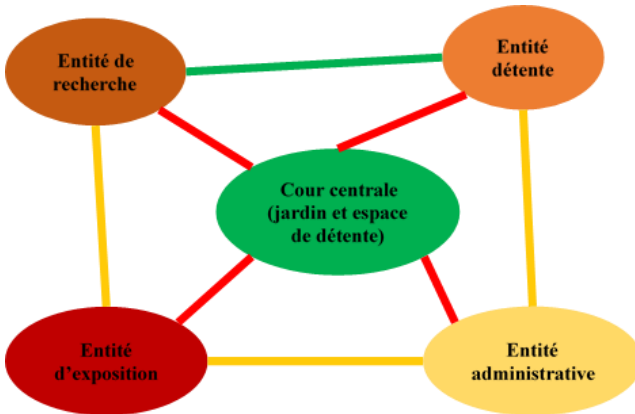 Entité de
recherche
Entité
détente
Cour centrale
(jardin et espace
de détente)
Entité
d’exposition
Entité
administrative